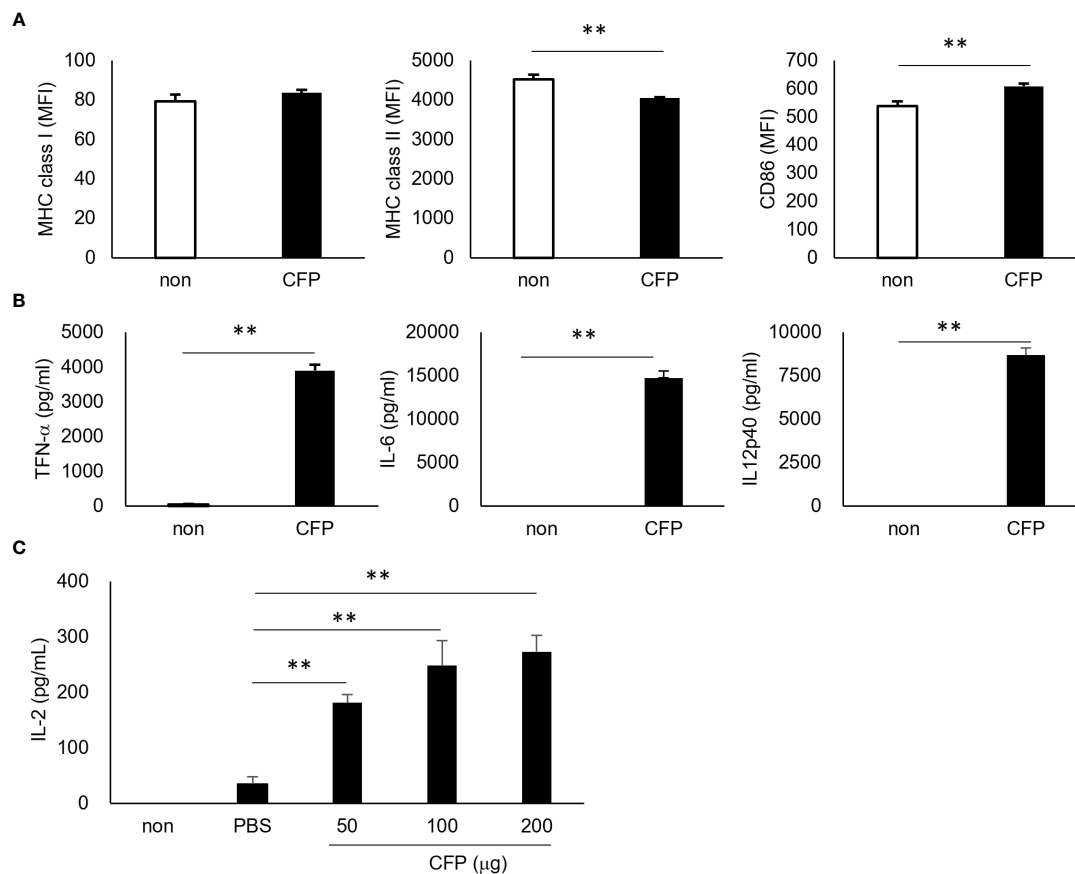 A
MHC class I (MFI)
100
80
60
40
20
0
non CFP
**
MHC class II (MFI)
5000
4000
3000
2000
1000
0
non CFP
**
CD86 (MFI)
700
600
500
400
300
200
100
0
non CFP
B
**
TFN-α (pg/ml)
5000
4000
3000
2000
1000
0
non CFP
**
IL-6 (pg/ml)
20000
15000
10000
5000
0
non CFP
**
IL12p40 (pg/ml)
10000
7500
5000
2500
0
non CFP
C
**
**
**
IL-2 (pg/mL)
400
300
200
100
0
non PBS 50 100 200
CFP (μg)